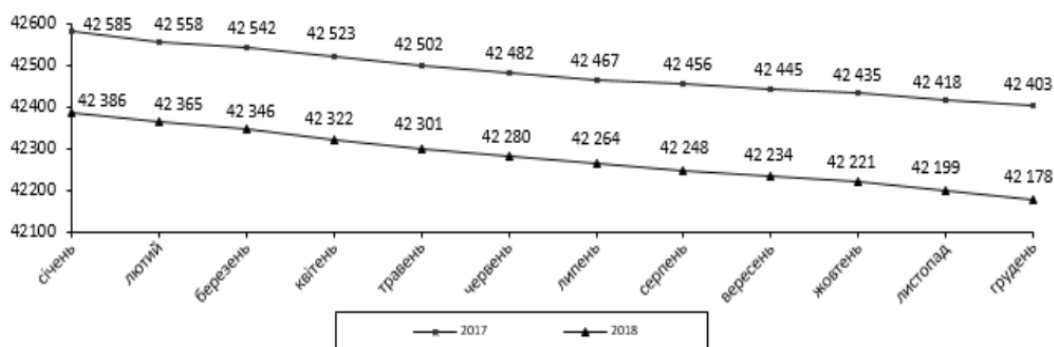 42600
42 585 42 558 42 542 42 523 42 502 42 482 42 467 42 456 42 445 42 435 42 418 42 403
42500
42400
42 386 42 365 42 346 42 322 42 301 42 280 42 264 42 248 42 234 42 221 42 199 42 178
42300
42200
42100
січень лютий березень квітень травень червень липень серпень вересень жовтень листопад грудень
2017 2018